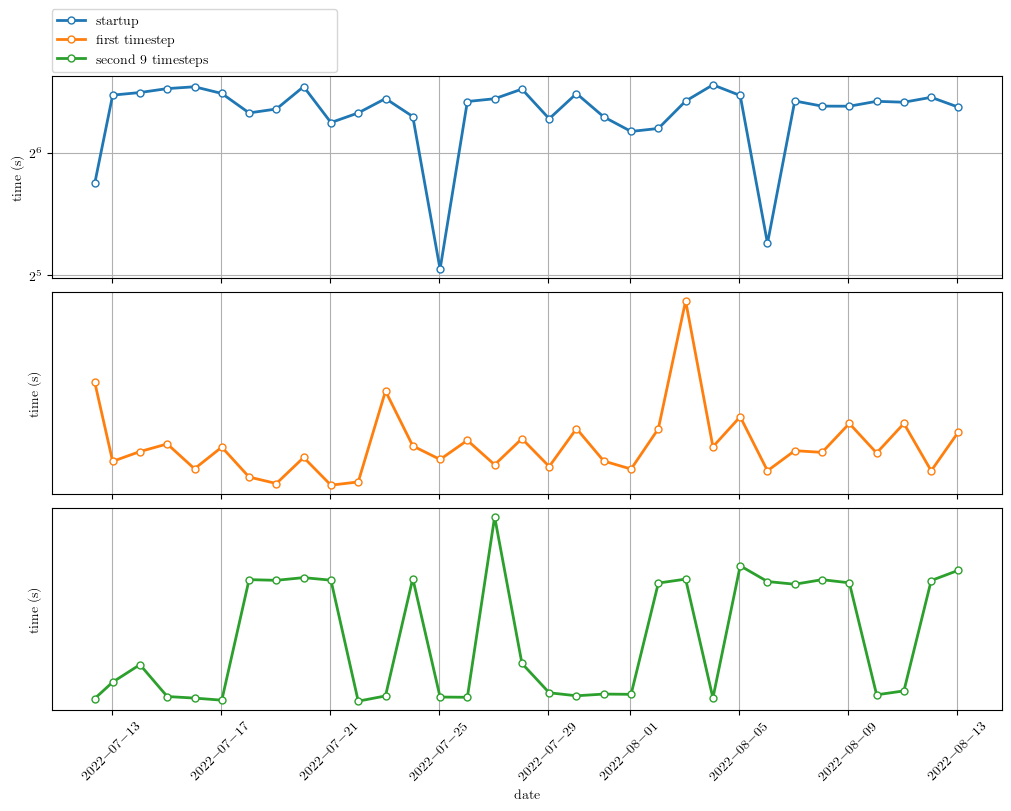 startup
first timestep
second 9 timesteps
2^6
time (s)
2^5
time (s)
time (s)
2022−07−13
2022−07−17
2022−07−21
2022−07−25
2022−07−29
2022−08−01
2022−08−05
2022−08−09
2022−08−13
date